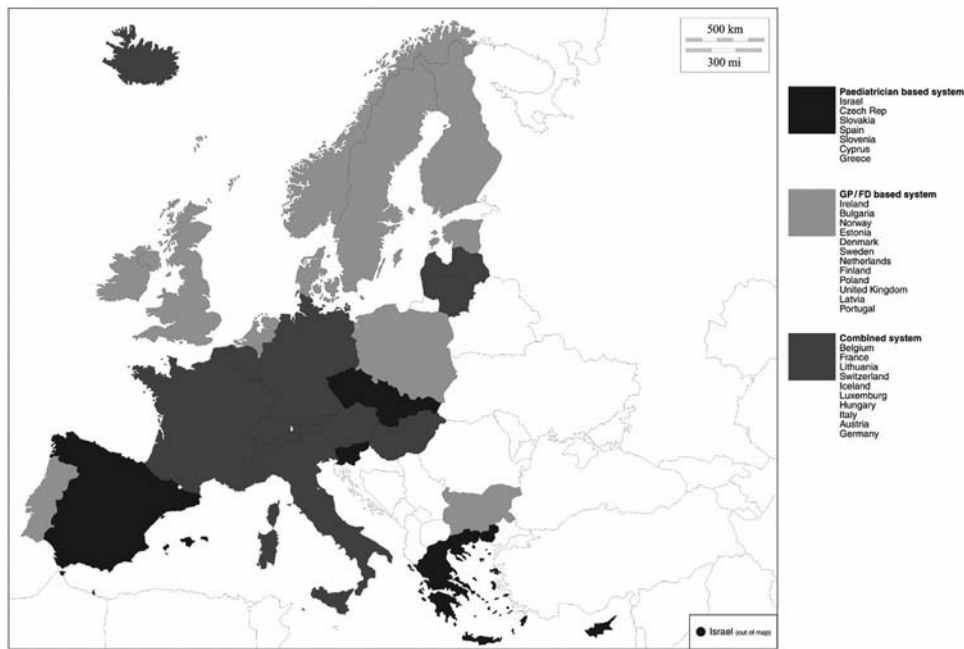 500 km
300 mi
Paediatrician based system
Israel
Czech Rep
Slovakia
Spain
Slovenia
Cyprus
Greece
GP/FD based system
Ireland
Bulgaria
Norway
Estonia
Denmark
Sweden
Netherlands
Finland
Poland
United Kingdom
Latvia
Portugal
Combined system
Belgium
France
Lithuania
Switzerland
Iceland
Luxemburg
Hungary
Italy
Austria
Germany
Israel (out of map)